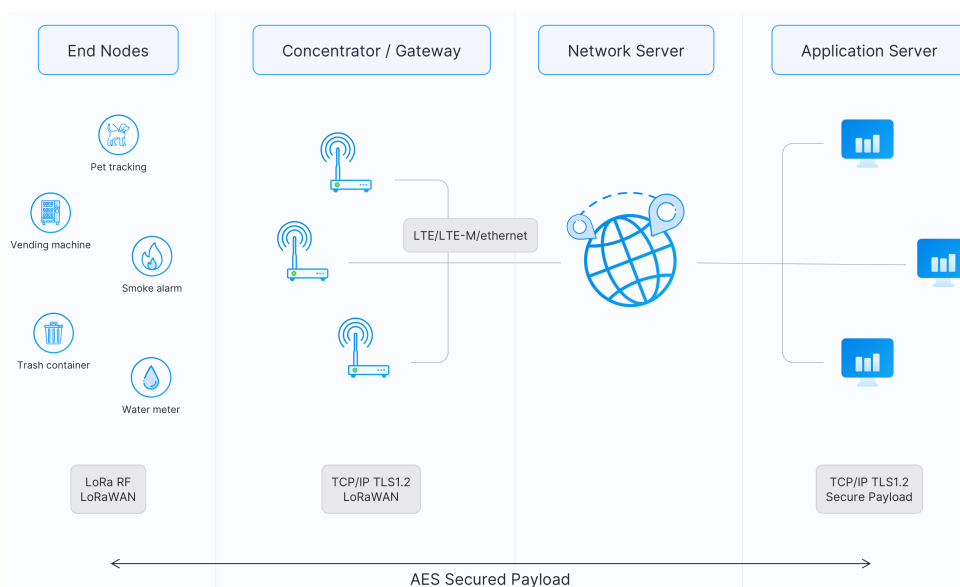 End Nodes
Concentrator / Gateway
Network Server
Application Server
Pet tracking
Vending machine
Smoke alarm
Trash container
Water meter
LTE/LTE-M/ethernet
LoRa RF
LoRaWAN
TCP/IP TLS1.2
LoRaWAN
TCP/IP TLS1.2
Secure Payload
AES Secured Payload